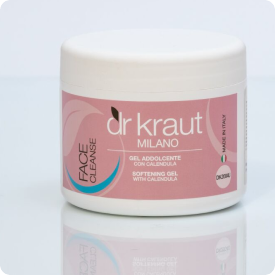 dr kraut
MILANO
GEL ADDOLCENTE
CON CALENDULA
SOFTENING GEL
WITH CALENDULA
FACE
CLEANSE
MADE IN ITALY